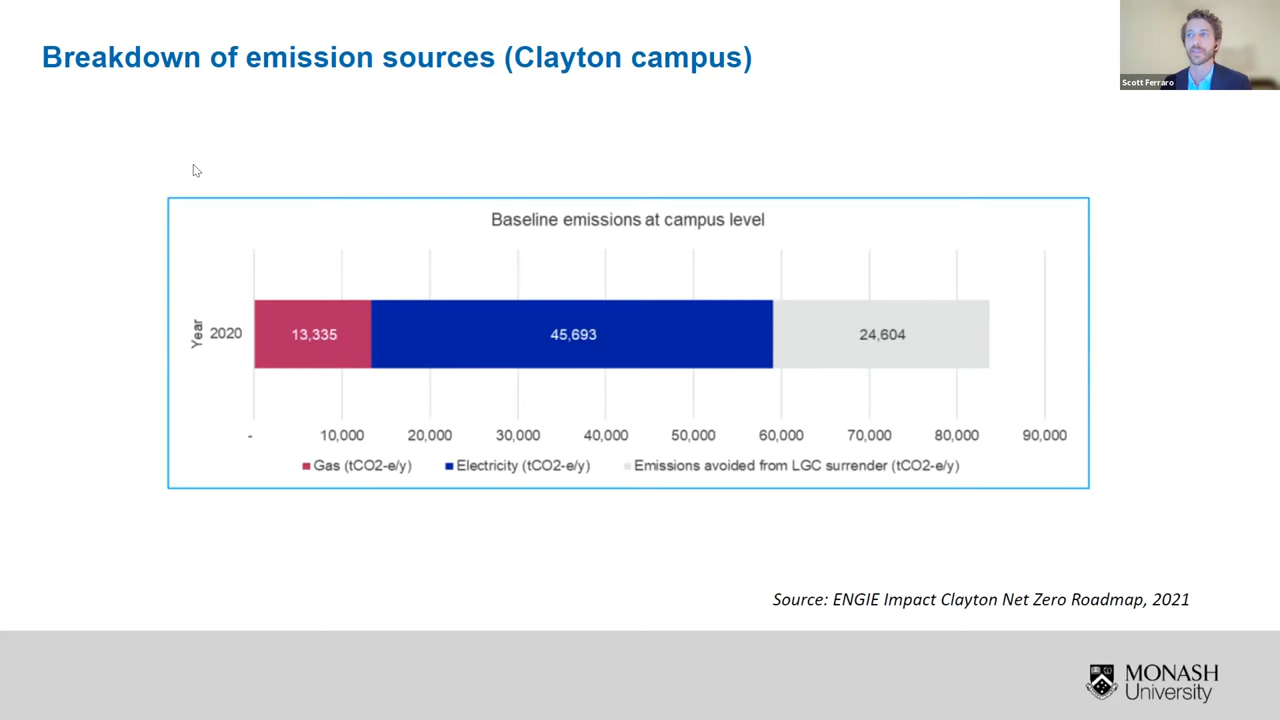 Breakdown of emission sources (Clayton campus)
Scott Ferraro
Baseline emissions at campus level
Year
2020
13,335
45,693
24,604
-
10,000
20,000
30,000
40,000
50,000
60,000
70,000
80,000
90,000
Gas (tCO2-e/y)
Electricity (tCO2-e/y)
Emissions avoided from LGC surrender (tCO2-e/y)
Source: ENGIE Impact Clayton Net Zero Roadmap, 2021
MONASH
University